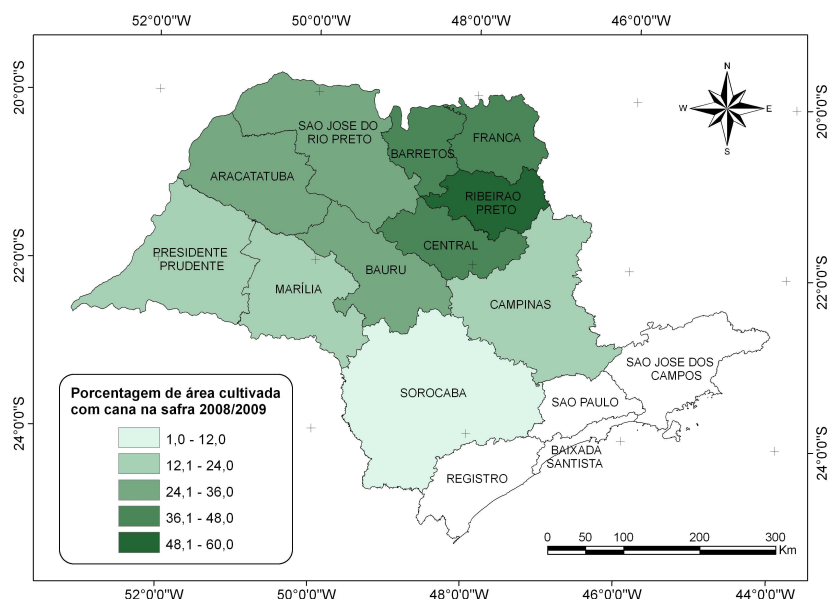 52°0'0"W 50°0'0"W 48°0'0"W 46°0'0"W
20°0'0"S
22°0'0"S
24°0'0"S
20°0'0"S
22°0'0"S
24°0'0"S
N
W E
S
SAO JOSE DO
RIO PRETO
BARRETOS
FRANCA
ARACATATUBA
RIBEIRAO
PRETO
PRESIDENTE
PRUDENTE
CENTRAL
BAURU
MARÍLIA
CAMPINAS
SAO JOSE DOS
CAMPOS
SOROCABA
SAO PAULO
BAIXADA
SANTISTA
REGISTRO
Porcentagem de área cultivada
com cana na safra 2008/2009
1,0 - 12,0
12,1 - 24,0
24,1 - 36,0
36,1 - 48,0
48,1 - 60,0
0 50 100 200 300
Km
52°0'0"W 50°0'0"W 48°0'0"W 46°0'0"W 44°0'0"W